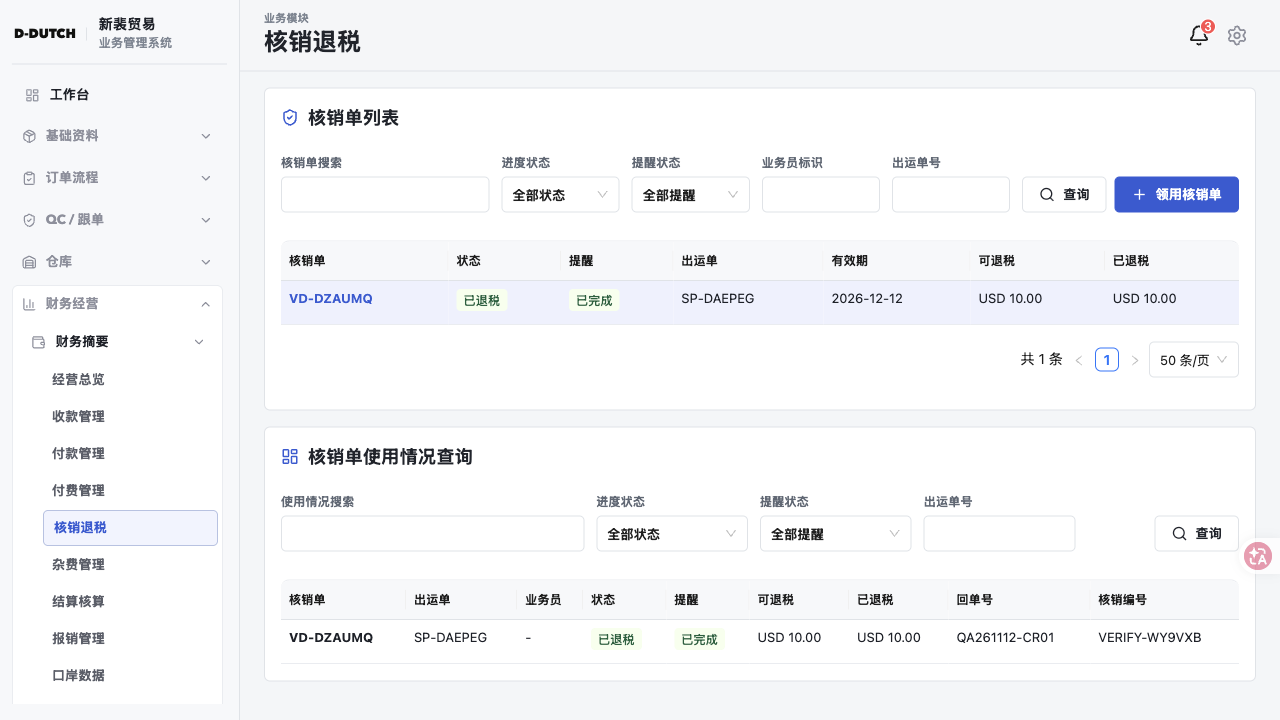 D-DUTCH
新裴贸易
业务管理系统
工作台
基础资料
订单流程
QC / 跟单
仓库
财务经营
财务摘要
经营总览
收款管理
付款管理
付费管理
核销退税
杂费管理
结算核算
报销管理
口岸数据
业务模块
核销退税
3
核销单列表
核销单搜索 进度状态 提醒状态 业务员标识 出运单号
全部状态 全部提醒 查询 领用核销单
核销单 状态 提醒 出运单 有效期 可退税 已退税
VD-DZAUMQ 已退税 已完成 SP-DAEPEG 2026-12-12 USD 10.00 USD 10.00
共 1 条 1 50 条/页
核销单使用情况查询
使用情况搜索 进度状态 提醒状态 出运单号
全部状态 全部提醒 查询
核销单 出运单 业务员 状态 提醒 可退税 已退税 回单号 核销编号
VD-DZAUMQ SP-DAEPEG - 已退税 已完成 USD 10.00 USD 10.00 QA261112-CR01 VERIFY-WY9VXB